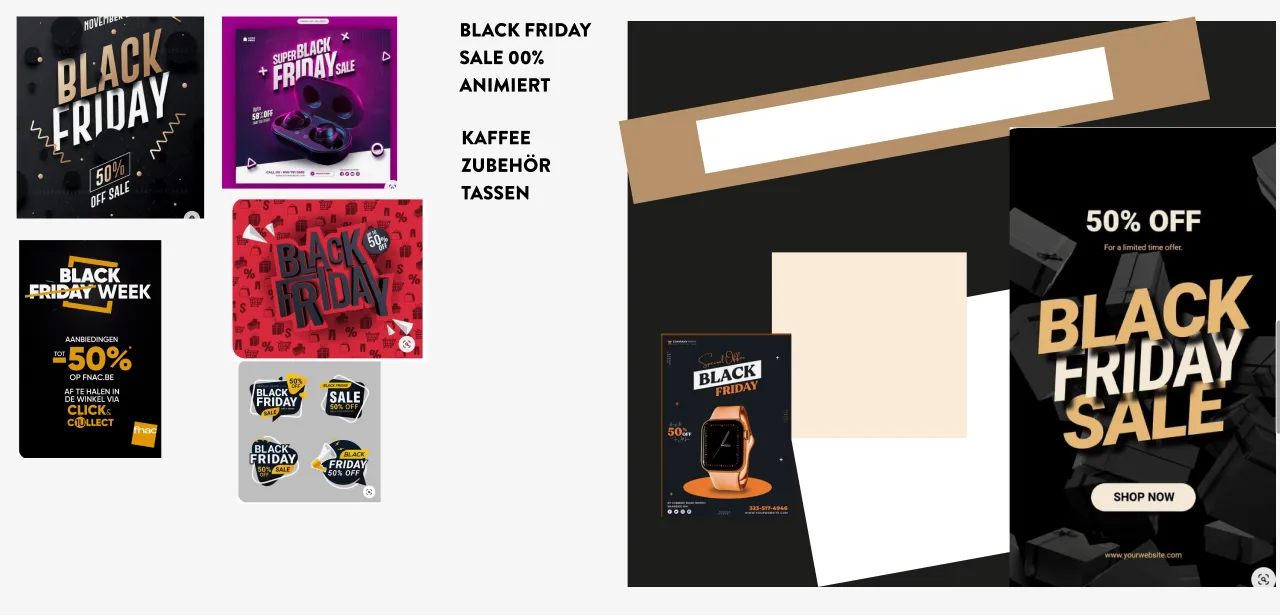 NOVEMBER
BLACK
FRIDAY
50%
OFF SALE
SUPER BLACK
FRIDAY SALE
50% OFF
BLACK FRIDAY
SALE 00%
ANIMIERT
KAFFEE
ZUBEHÖR
TASSEN
BLACK
FRIDAY
50%
OFF
BLACK
FRIDAY WEEK
AANBIEDINGEN
TOT
-50%*
OP FNAC.BE
AF TE HALEN IN
DE WINKEL VIA
CLICK&
COLLECT
fnac
50%
OFF
BLACK
FRIDAY
SALE
BLACK FRIDAY
SALE
50% OFF
BLACK
FRIDAY
50%
OFF
SALE
BLACK
FRIDAY
50% OFF
Special Offer
BLACK
FRIDAY
50%
OFF
323-517-4946
50% OFF
For a limited time offer.
BLACK
FRIDAY
SALE
SHOP NOW
www.yourwebsite.com